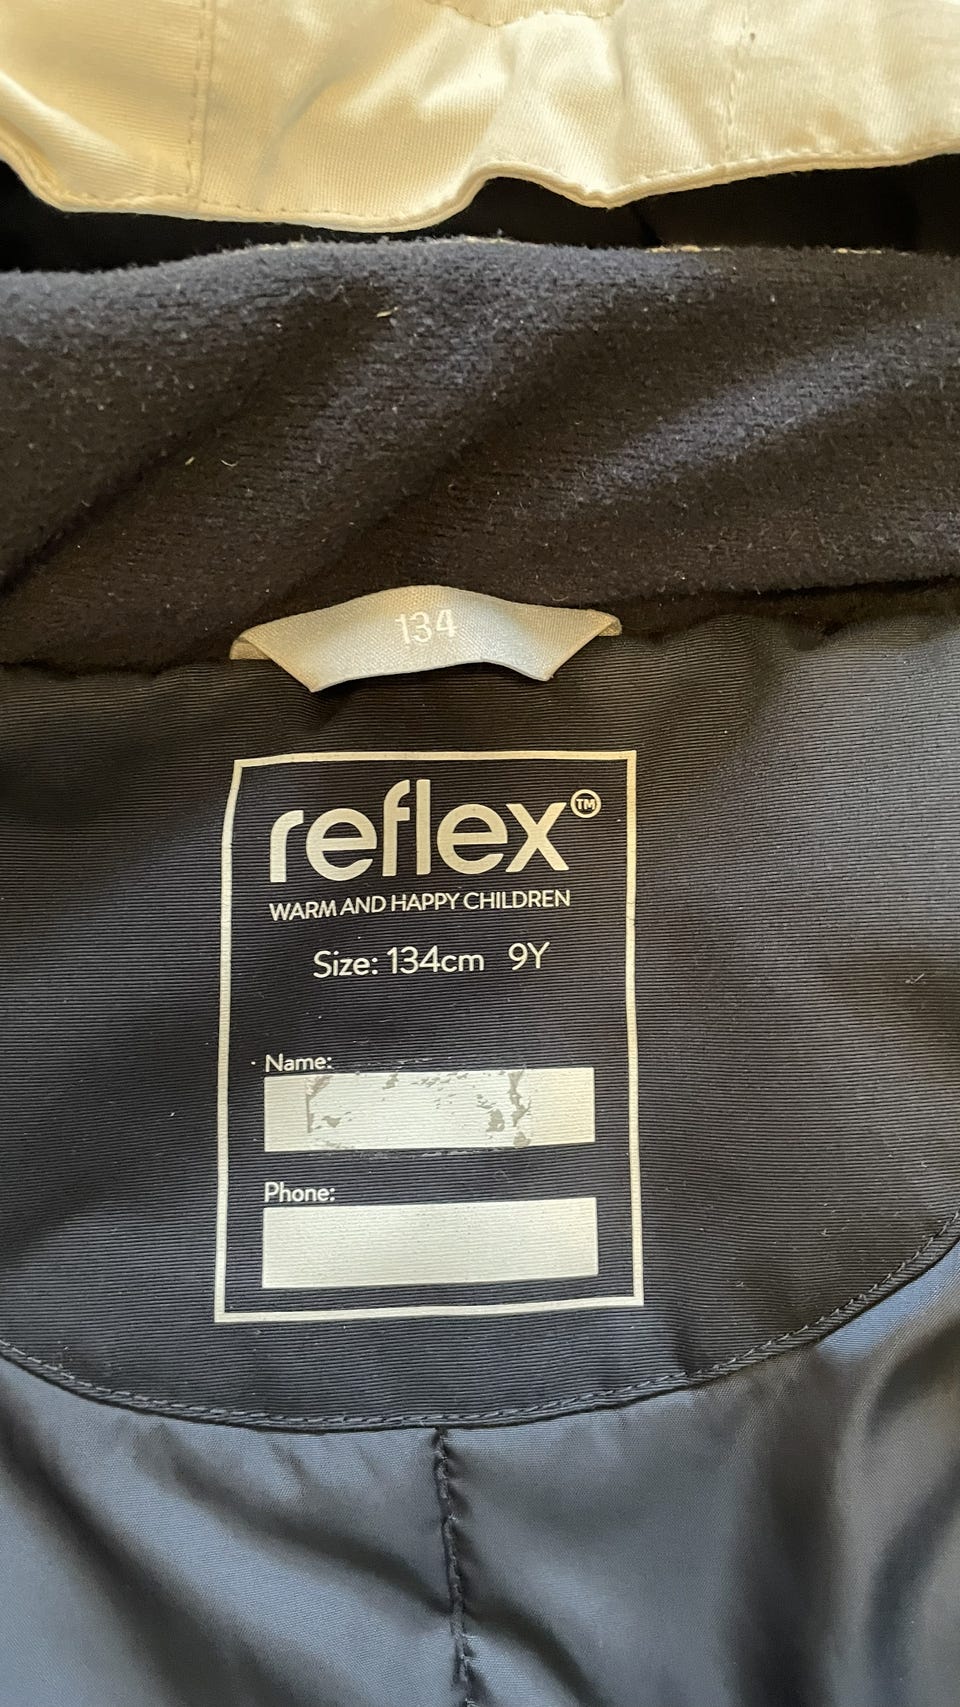 134
reflex™
WARM AND HAPPY CHILDREN
Size: 134cm 9Y
Name:
Phone: